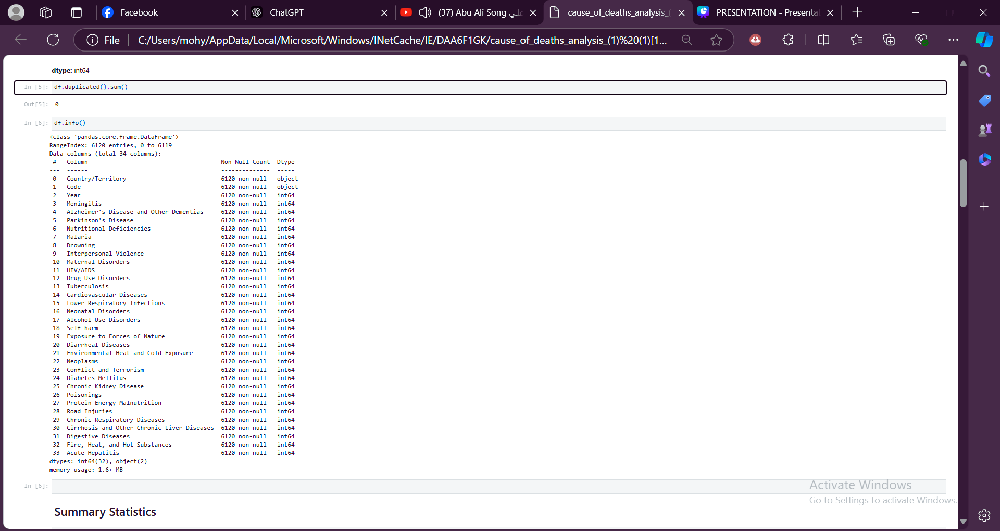 Facebook
ChatGPT
(37) Abu Ali Song
cause_of_deaths_analysis_(
PRESENTATION - Presentat
File
C:/Users/mohy/AppData/Local/Microsoft/Windows/INetCache/IE/DAA6F1GK/cause_of_deaths_analysis_(1)%20(1)[1...
dtype: int64
In [5]: df.duplicated().sum()
Out[5]: 0
In [6]: df.info()
<class 'pandas.core.frame.DataFrame'>
RangeIndex: 6120 entries, 0 to 6119
Data columns (total 34 columns):
# Column Non-Null Count Dtype
--- ------ -------------- -----
0 Country/Territory 6120 non-null object
1 Code 6120 non-null object
2 Year 6120 non-null int64
3 Meningitis 6120 non-null int64
4 Alzheimer's Disease and Other Dementias 6120 non-null int64
5 Parkinson's Disease 6120 non-null int64
6 Nutritional Deficiencies 6120 non-null int64
7 Malaria 6120 non-null int64
8 Drowning 6120 non-null int64
9 Interpersonal Violence 6120 non-null int64
10 Maternal Disorders 6120 non-null int64
11 HIV/AIDS 6120 non-null int64
12 Drug Use Disorders 6120 non-null int64
13 Tuberculosis 6120 non-null int64
14 Cardiovascular Diseases 6120 non-null int64
15 Lower Respiratory Infections 6120 non-null int64
16 Neonatal Disorders 6120 non-null int64
17 Alcohol Use Disorders 6120 non-null int64
18 Self-harm 6120 non-null int64
19 Exposure to Forces of Nature 6120 non-null int64
20 Diarrheal Diseases 6120 non-null int64
21 Environmental Heat and Cold Exposure 6120 non-null int64
22 Neoplasms 6120 non-null int64
23 Conflict and Terrorism 6120 non-null int64
24 Diabetes Mellitus 6120 non-null int64
25 Chronic Kidney Disease 6120 non-null int64
26 Poisonings 6120 non-null int64
27 Protein-Energy Malnutrition 6120 non-null int64
28 Road Injuries 6120 non-null int64
29 Chronic Respiratory Diseases 6120 non-null int64
30 Cirrhosis and Other Chronic Liver Diseases 6120 non-null int64
31 Digestive Diseases 6120 non-null int64
32 Fire, Heat, and Hot Substances 6120 non-null int64
33 Acute Hepatitis 6120 non-null int64
dtypes: int64(32), object(2)
memory usage: 1.6+ MB
In [6]:
Activate Windows
Go to Settings to activate Windows.
Summary Statistics